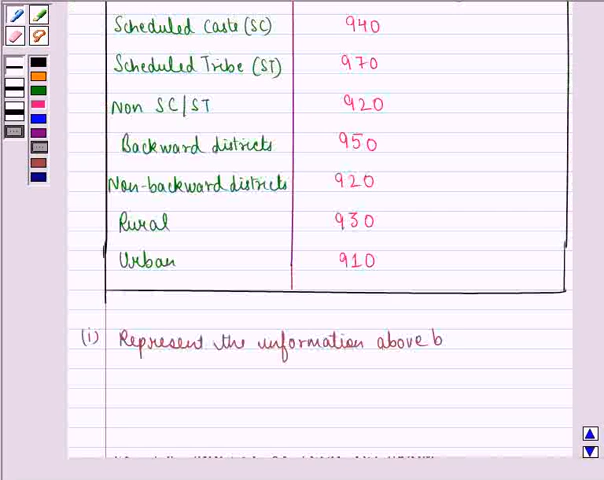 Scheduled Caste (SC) 940
Scheduled Tribe (ST) 970
Non SC/ST 920
Backward districts 950
Non-backward districts 920
Rural 930
Urban 910
(i) Represent the information above b